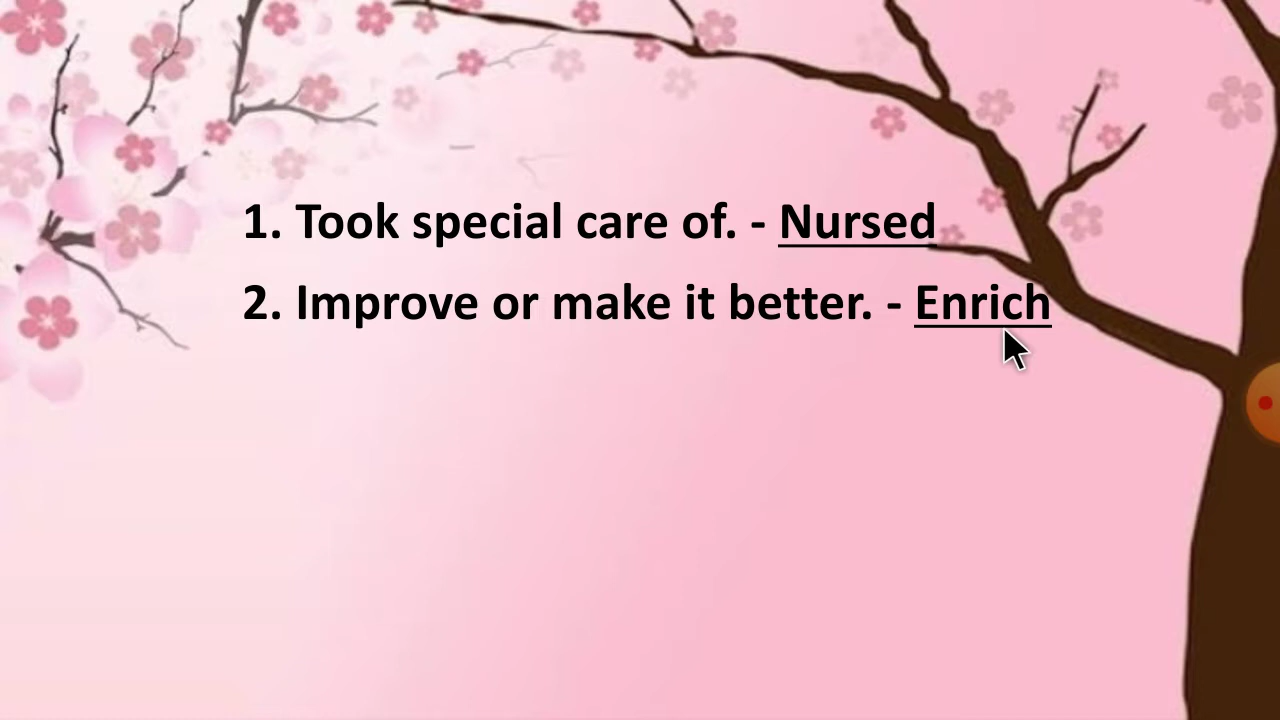 1. Took special care of. - Nursed
2. Improve or make it better. - Enrich